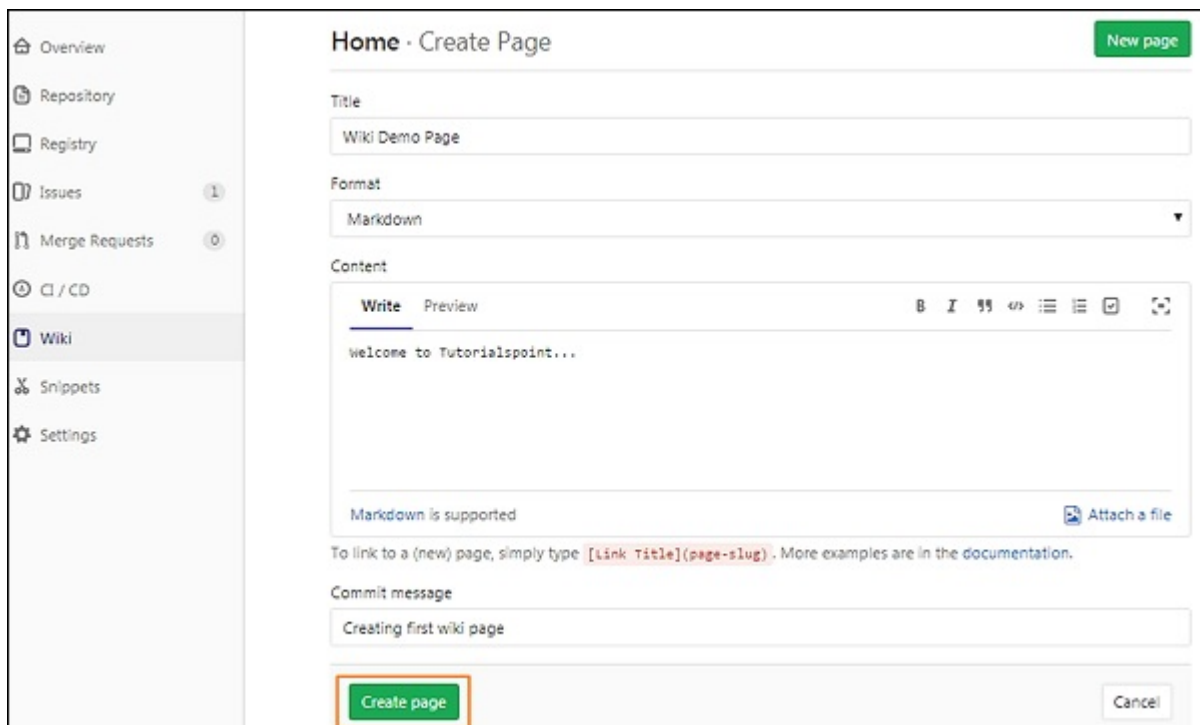 Overview
Repository
Registry
Issues 1
Merge Requests 0
CI / CD
Wiki
Snippets
Settings
Home · Create Page New page
Title
Wiki Demo Page
Format
Markdown
Content
Write Preview B I
Welcome to Tutorialspoint...
Markdown is supported Attach a file
To link to a (new) page, simply type [Link Title](page-slug). More examples are in the documentation.
Commit message
Creating first wiki page
Create page Cancel